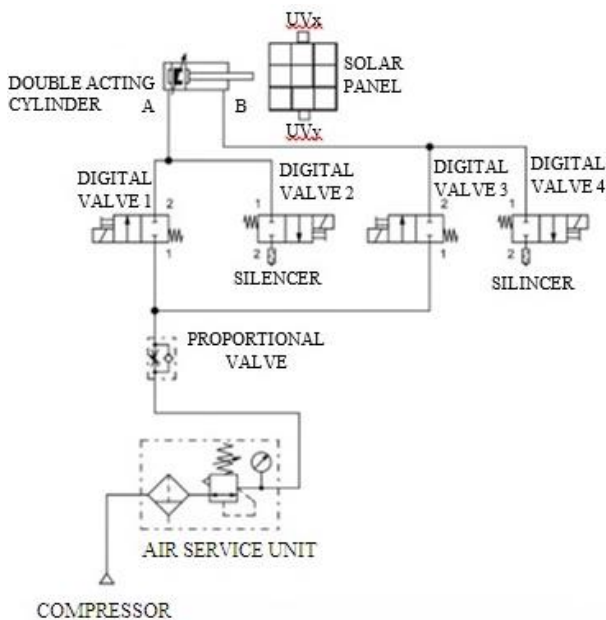 UVx
DOUBLE ACTING
CYLINDER
A
B
SOLAR
PANEL
UVy
DIGITAL
VALVE 1
2
1
DIGITAL
VALVE 2
1
2
SILENCER
DIGITAL
VALVE 3
2
1
DIGITAL
VALVE 4
1
2
SILINCER
PROPORTIONAL
VALVE
AIR SERVICE UNIT
COMPRESSOR